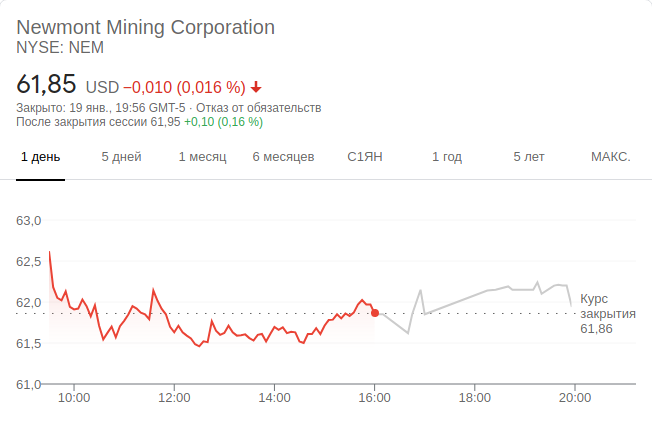 Newmont Mining Corporation
NYSE: NEM
61,85 USD −0,010 (0,016 %)
Закрыто: 19 янв., 19:56 GMT-5 · Отказ от обязательств
После закрытия сессии 61,95 +0,10 (0,16 %)
1 день 5 дней 1 месяц 6 месяцев С1ЯН 1 год 5 лет МАКС.
63,0
62,5
62,0
61,5
61,0
Курс
закрытия
61,86
10:00 12:00 14:00 16:00 18:00 20:00